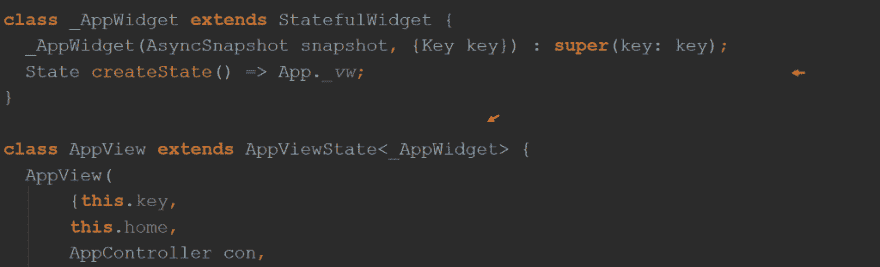 class _AppWidget extends StatefulWidget {
  _AppWidget(AsyncSnapshot snapshot, {Key key}) : super(key: key);
  State createState() => App._vw;
}
class AppView extends AppViewState<_AppWidget> {
  AppView(
      {this.key,
      this.home,
      AppController con,